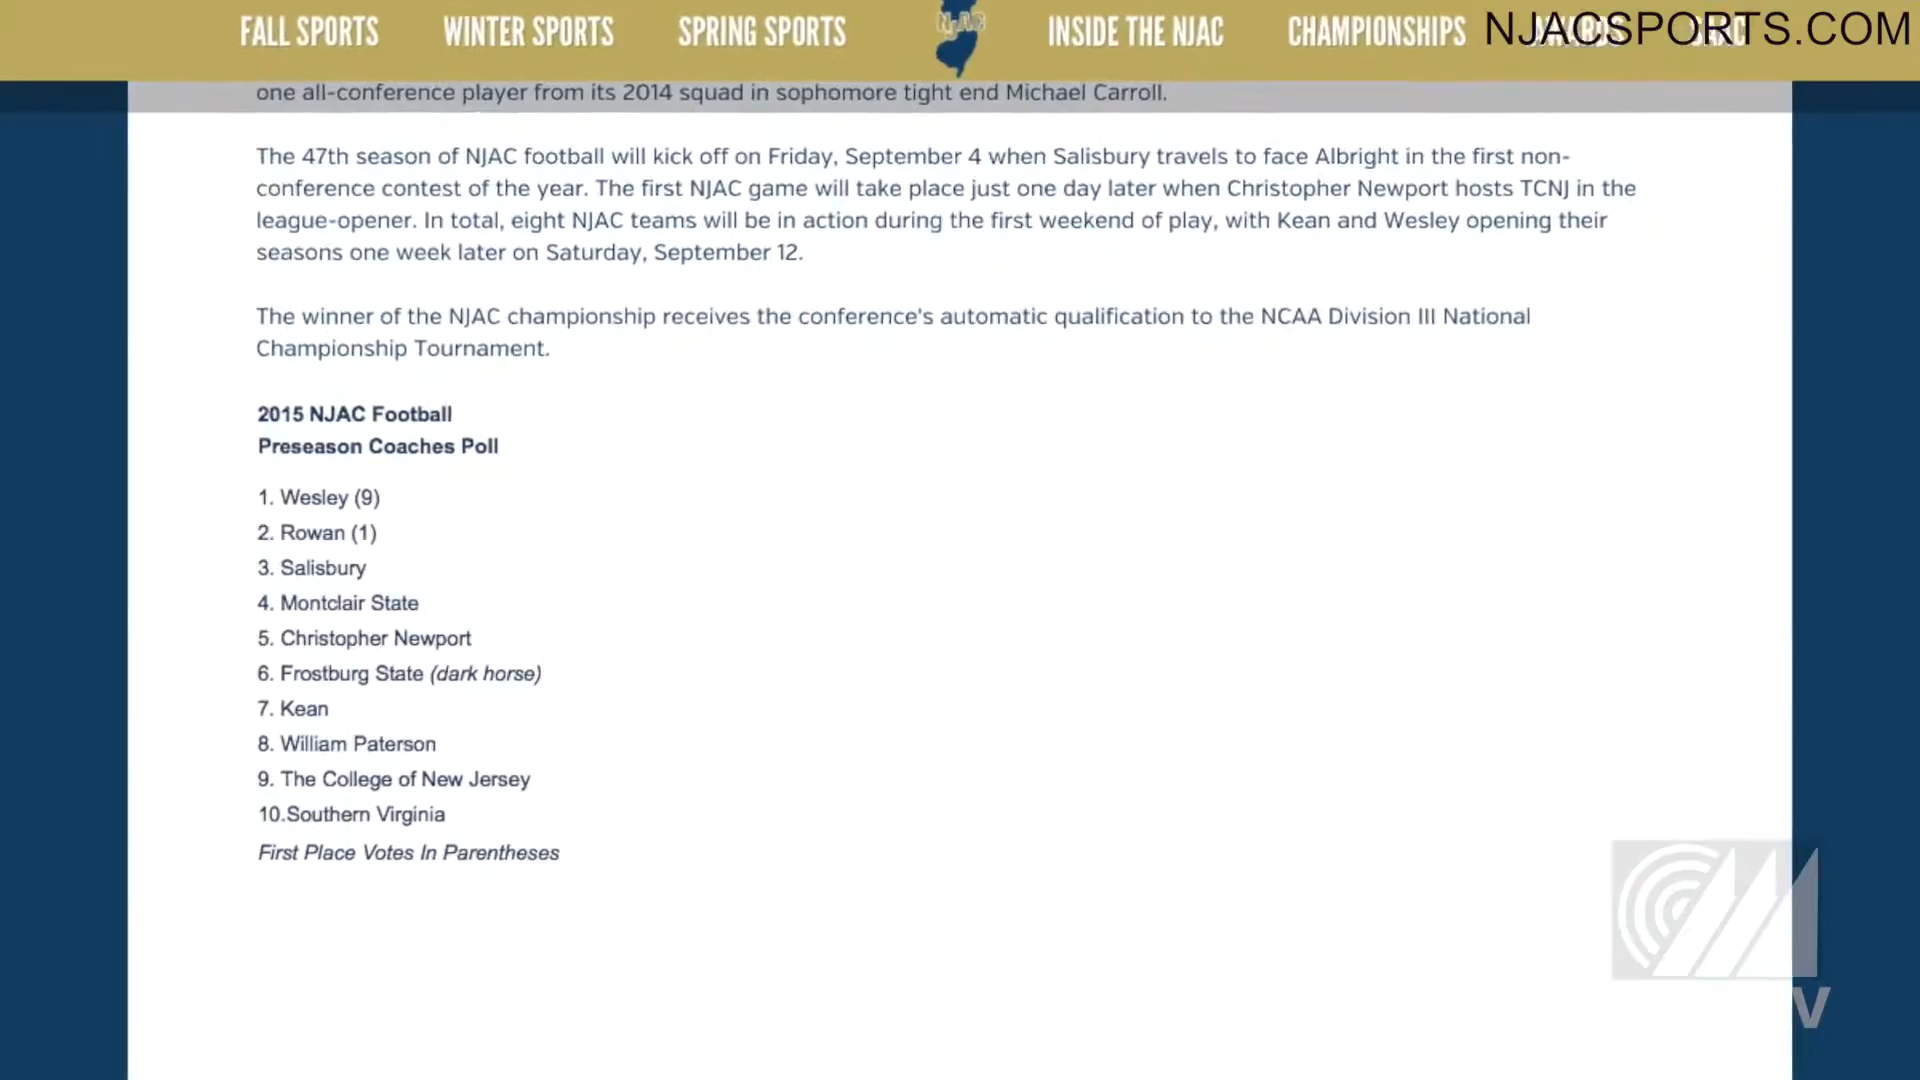 FALL SPORTS WINTER SPORTS SPRING SPORTS NJAC INSIDE THE NJAC CHAMPIONSHIPS AWARDS SAAC
NJACSPORTS.COM
one all-conference player from its 2014 squad in sophomore tight end Michael Carroll.
The 47th season of NJAC football will kick off on Friday, September 4 when Salisbury travels to face Albright in the first non-
conference contest of the year. The first NJAC game will take place just one day later when Christopher Newport hosts TCNJ in the
league-opener. In total, eight NJAC teams will be in action during the first weekend of play, with Kean and Wesley opening their
seasons one week later on Saturday, September 12.
The winner of the NJAC championship receives the conference's automatic qualification to the NCAA Division III National
Championship Tournament.
2015 NJAC Football
Preseason Coaches Poll
1. Wesley (9)
2. Rowan (1)
3. Salisbury
4. Montclair State
5. Christopher Newport
6. Frostburg State (dark horse)
7. Kean
8. William Paterson
9. The College of New Jersey
10.Southern Virginia
First Place Votes In Parentheses
V